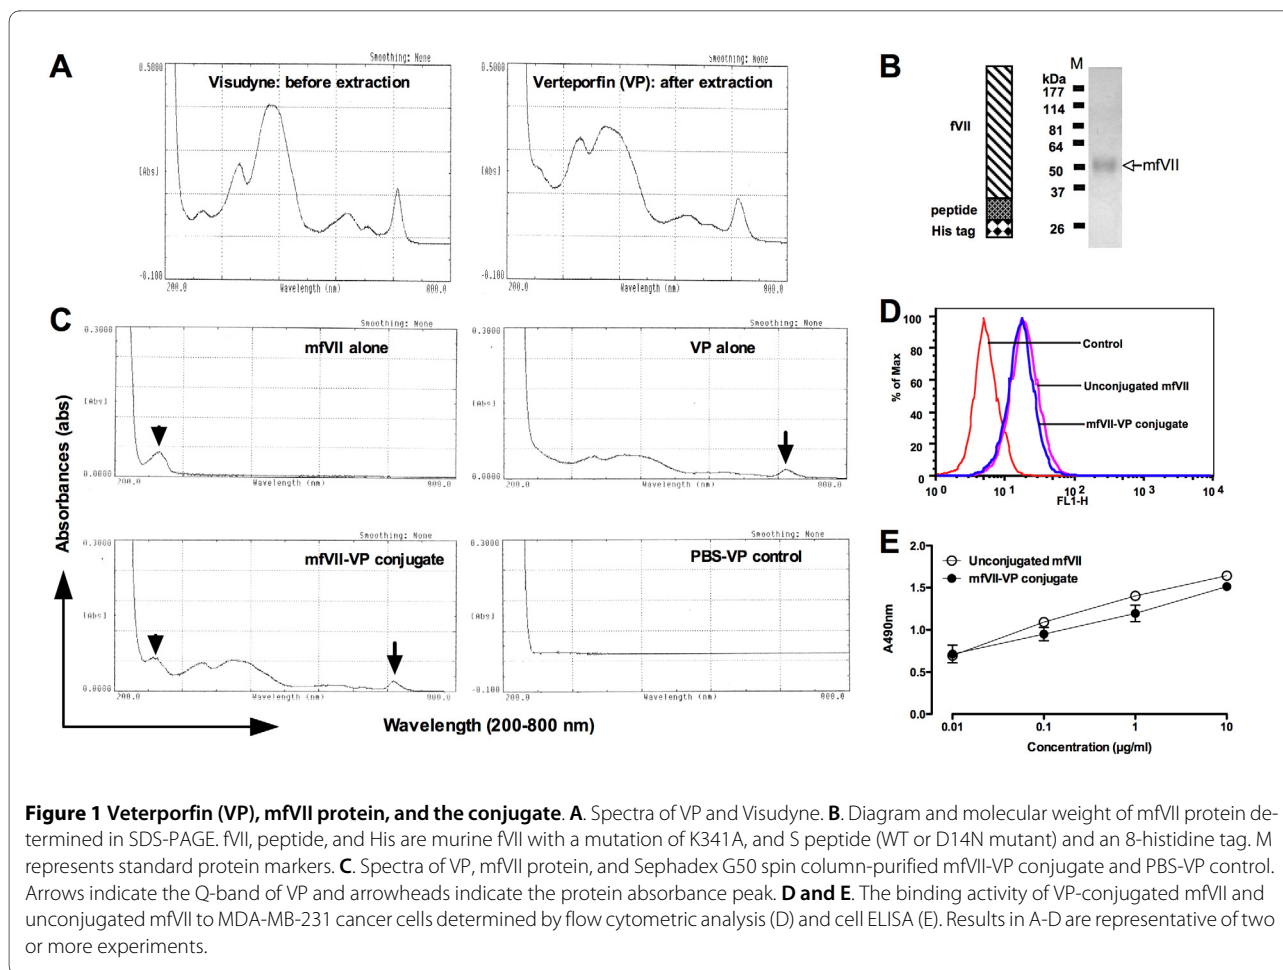 A
Smoothing: None
0.5000
Visudyne: before extraction
[Abs]
-0.100
200.0
Wavelength (nm)
800.0
Smoothing: None
0.5000
Verteporfin (VP): after extraction
[Abs]
-0.100
200.0
Wavelength (nm)
800.0
B
M
kDa
177
114
81
64
50
37
26
fVII
peptide
His tag
mfVII
C
Absorbances (abs)
Smoothing: None
0.3000
mfVII alone
[Abs]
0.0000
200.0
Wavelength (nm)
800.0
Smoothing: None
0.3000
VP alone
[Abs]
0.0000
200.0
Wavelength (nm)
800.0
Smoothing: None
0.3000
mfVII-VP conjugate
[Abs]
0.0000
200.0
Wavelength (nm)
800.0
Smoothing: None
0.3000
PBS-VP control
[Abs]
-0.100
200.0
Wavelength (nm)
800.0
Wavelength (200-800 nm)
D
% of Max
100
80
60
40
20
0
Control
Unconjugated mfVII
mfVII-VP conjugate
10⁰ 10¹ 10² 10³ 10⁴
FL1-H
E
A490nm
2.0
1.5
1.0
0.5
0.0
Unconjugated mfVII
mfVII-VP conjugate
0.01 0.1 1 10
Concentration (µg/ml)
Figure 1 Veterporfin (VP), mfVII protein, and the conjugate. A. Spectra of VP and Visudyne. B. Diagram and molecular weight of mfVII protein de-
termined in SDS-PAGE. fVII, peptide, and His are murine fVII with a mutation of K341A, and S peptide (WT or D14N mutant) and an 8-histidine tag. M
represents standard protein markers. C. Spectra of VP, mfVII protein, and Sephadex G50 spin column-purified mfVII-VP conjugate and PBS-VP control.
Arrows indicate the Q-band of VP and arrowheads indicate the protein absorbance peak. D and E. The binding activity of VP-conjugated mfVII and
unconjugated mfVII to MDA-MB-231 cancer cells determined by flow cytometric analysis (D) and cell ELISA (E). Results in A-D are representative of two
or more experiments.